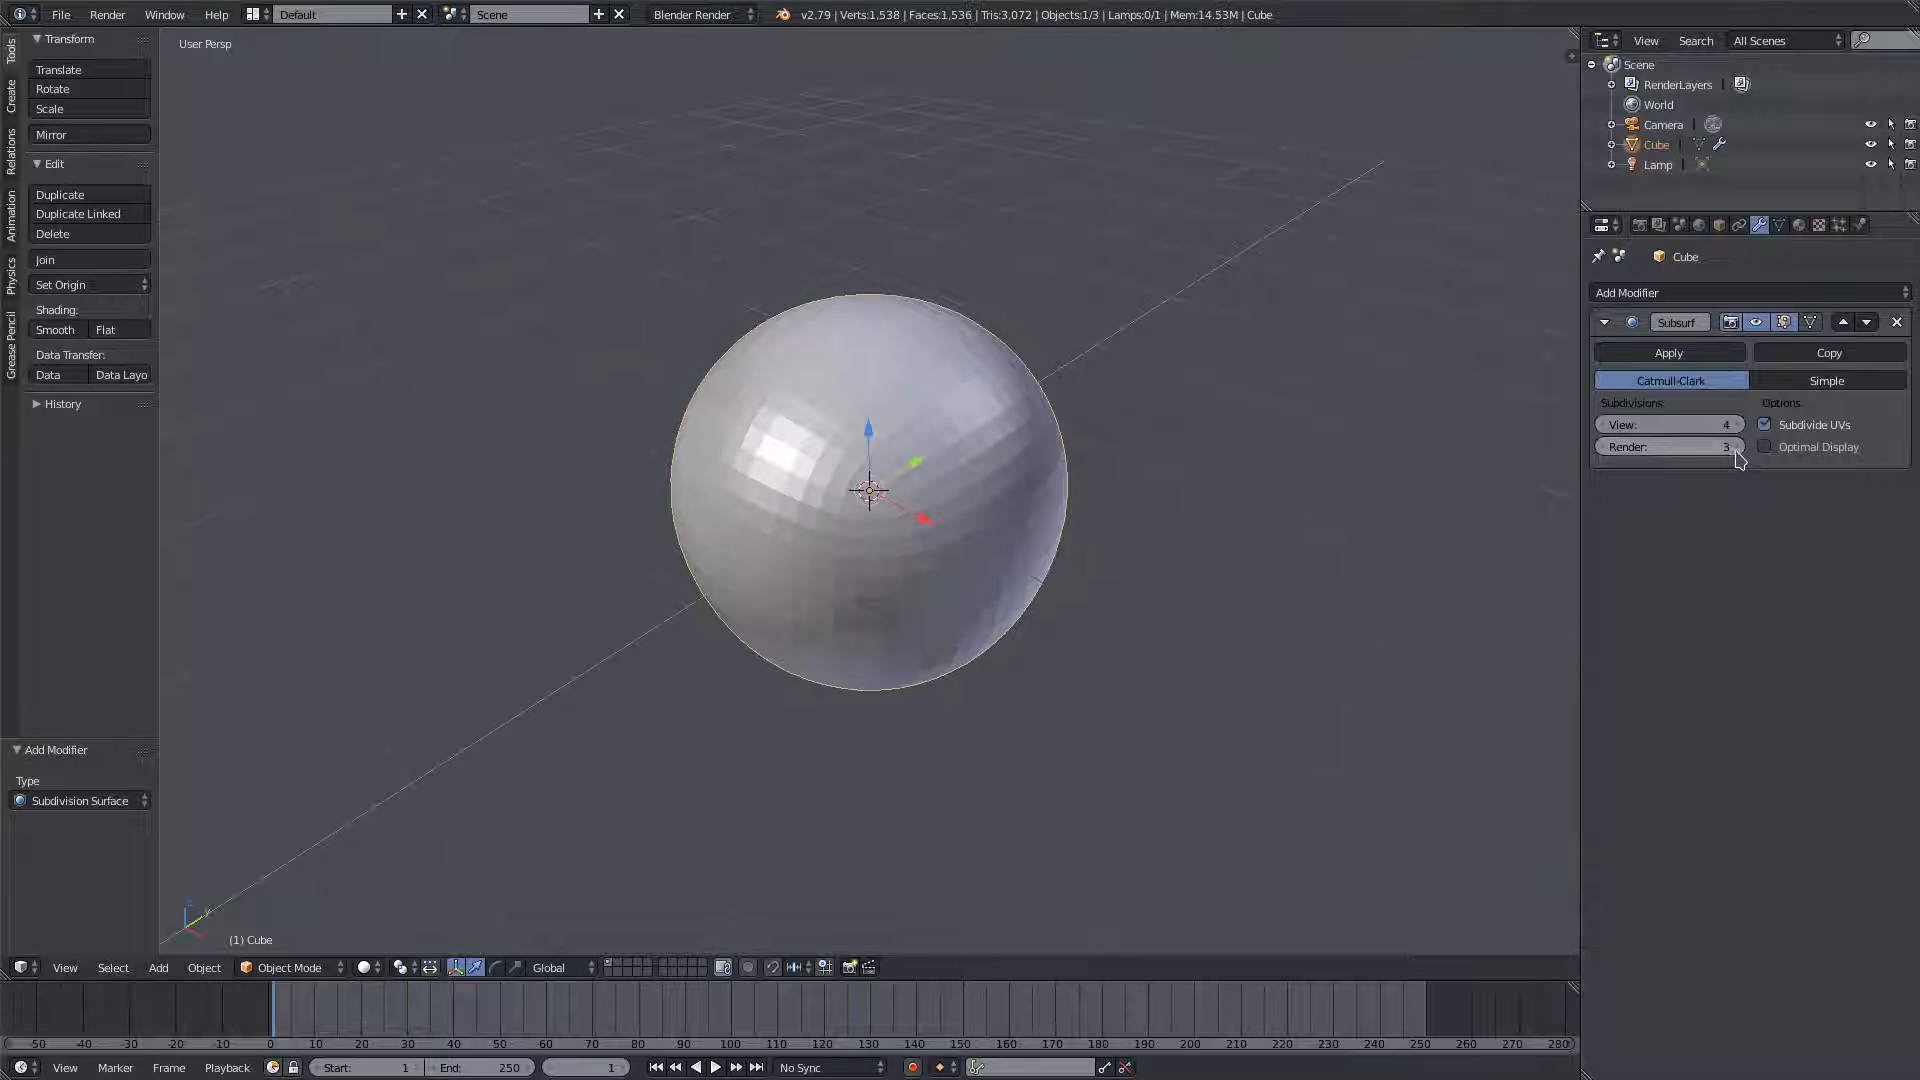 File Render Window Help Default Scene Blender Render v2.79 | Verts:1,538 | Faces:1,536 | Tris:3,072 | Objects:1/3 | Lamps:0/1 | Mem:14.53M | Cube
Tools
Create
Relations
Animation
Physics
Grease Pencil
Transform
Translate
Rotate
Scale
Mirror
Edit
Duplicate
Duplicate Linked
Delete
Join
Set Origin
Shading:
Smooth Flat
Data Transfer:
Data Data Layo
History
Add Modifier
Type
Subdivision Surface
User Persp
z
y
(1) Cube
View Select Add Object Object Mode Global
-50 -40 -30 -20 -10 0 10 20 30 40 50 60 70 80 90 100 110 120 130 140 150 160 170 180 190 200 210 220 230 240 250 260 270 280
View Marker Frame Playback Start: 1 End: 250 1 No Sync
View Search All Scenes
Scene
RenderLayers
World
Camera
Cube
Lamp
Cube
Add Modifier
Subsurf
Apply Copy
Catmull-Clark Simple
Subdivisions: Options:
View: 4 Subdivide UVs
Render: 3 Optimal Display